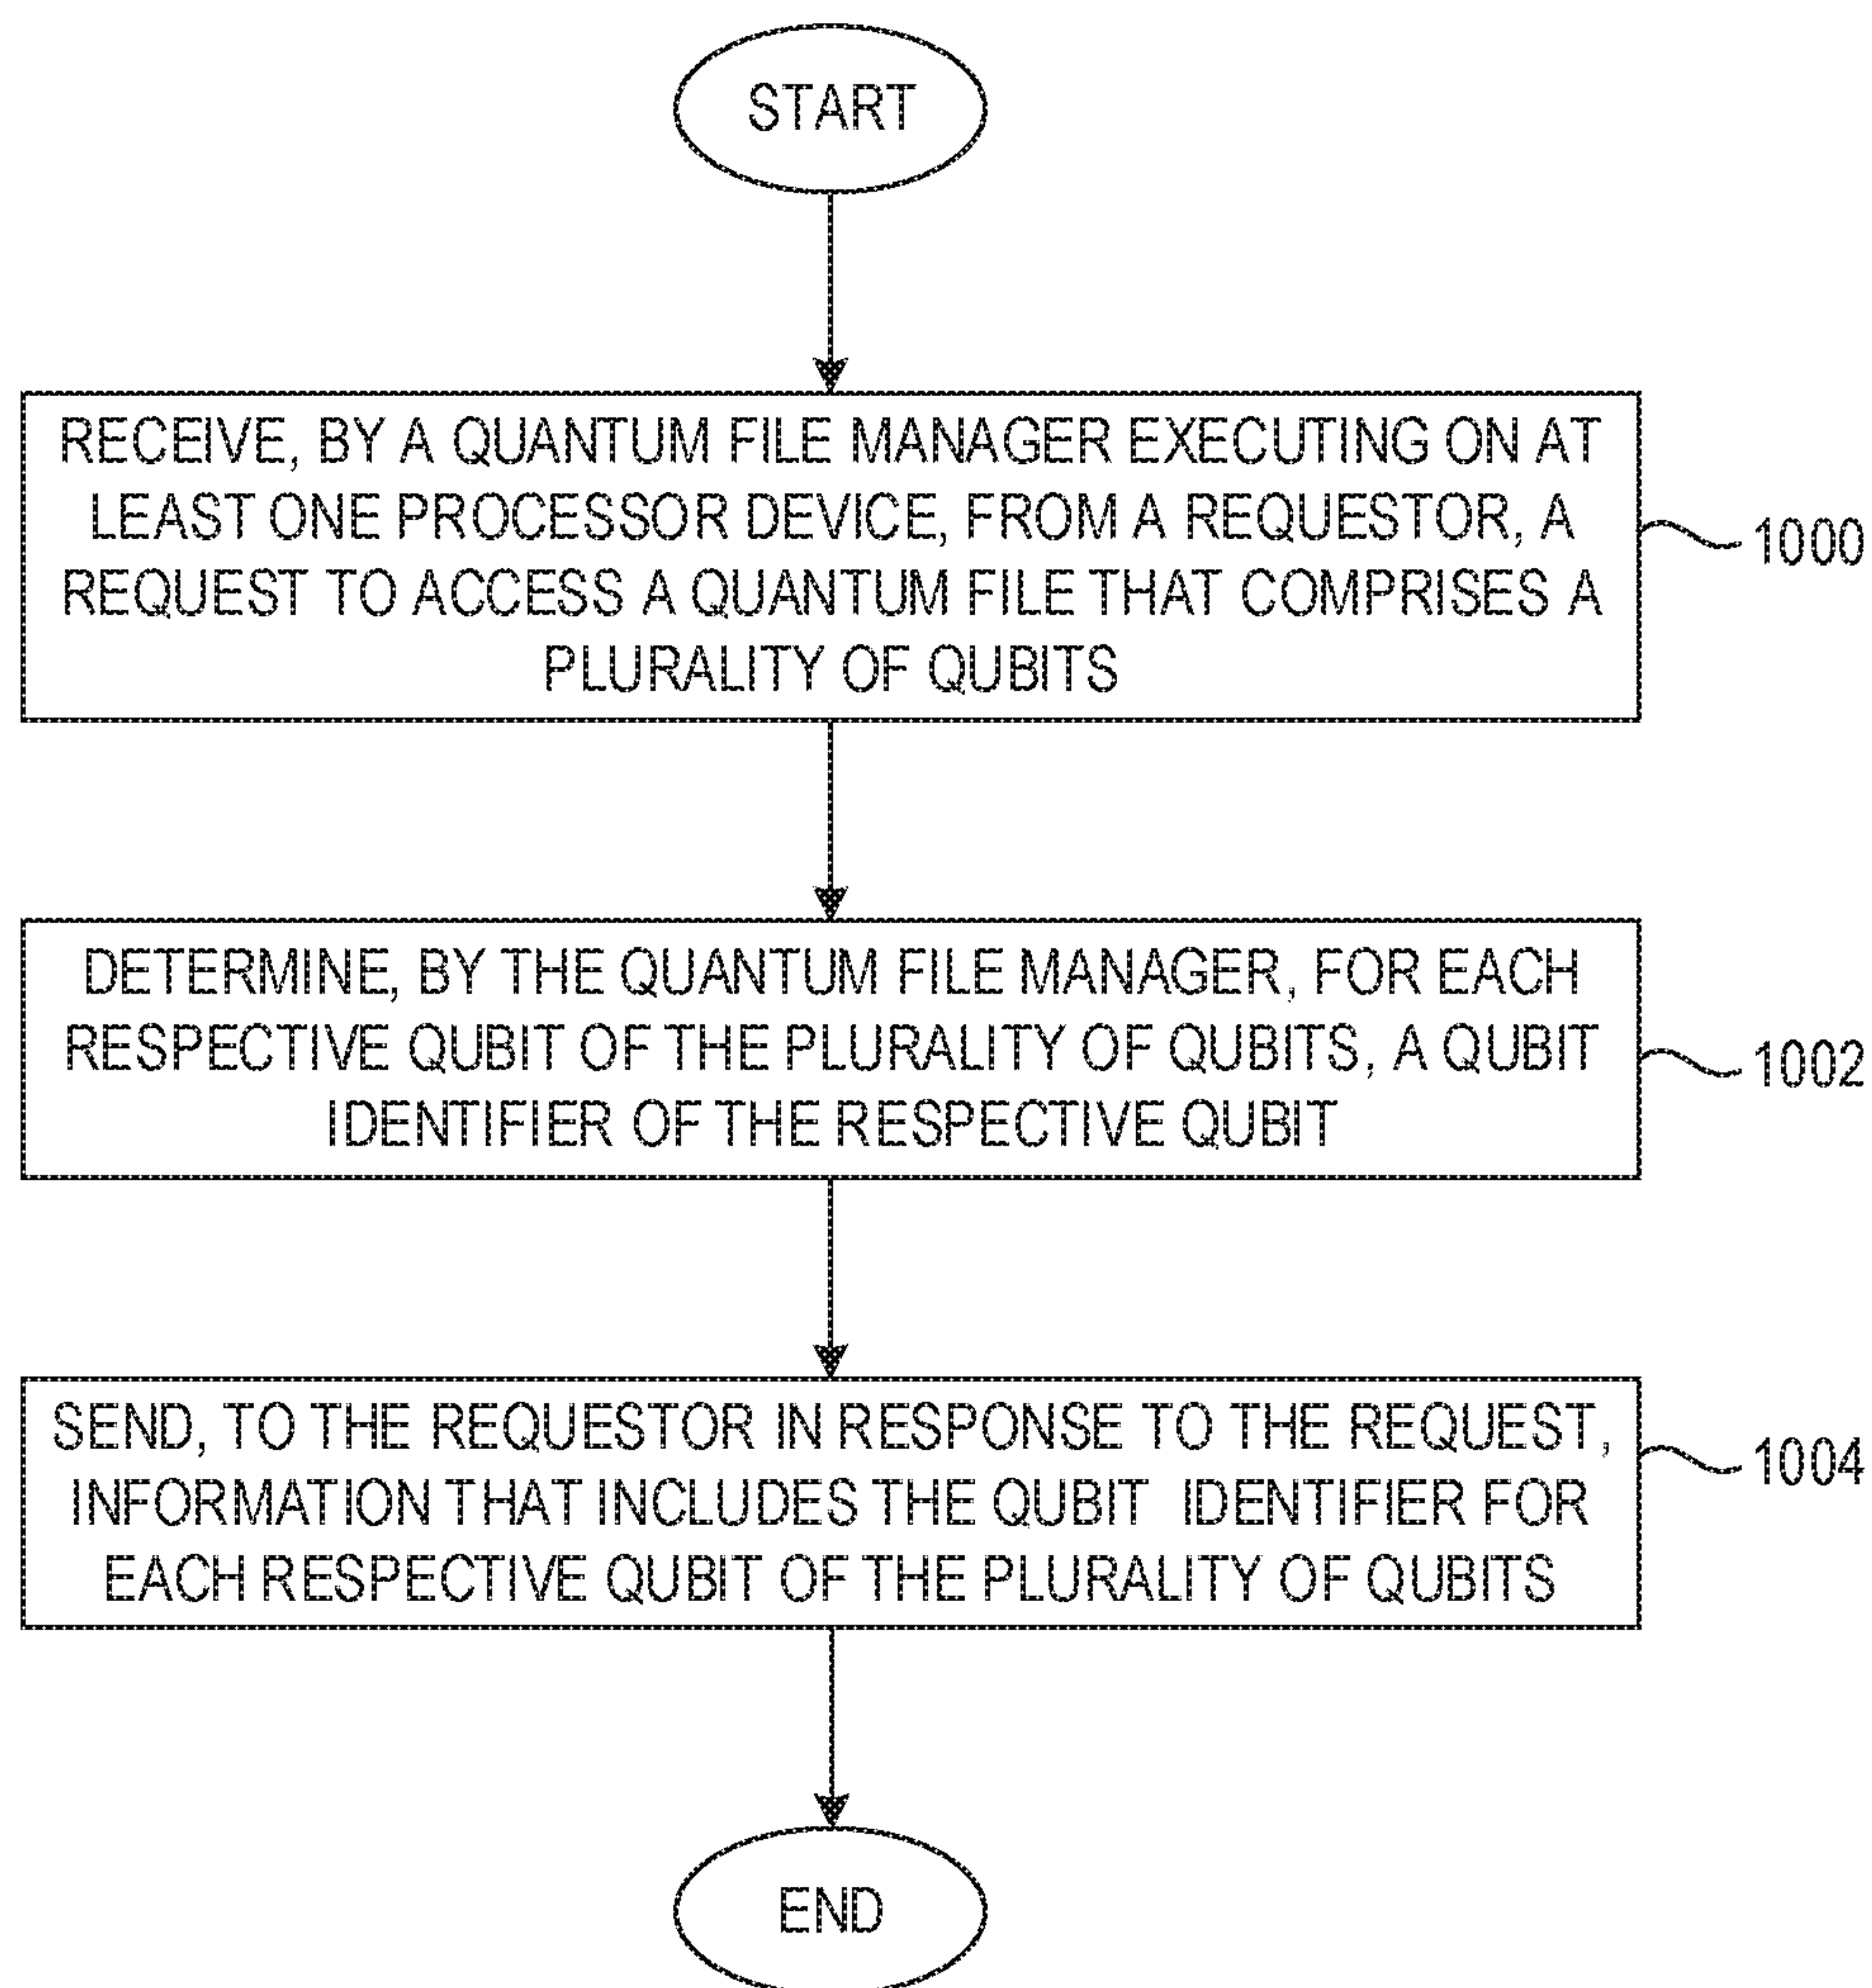 START
RECEIVE, BY A QUANTUM FILE MANAGER EXECUTING ON AT
LEAST ONE PROCESSOR DEVICE, FROM A REQUESTOR, A
REQUEST TO ACCESS A QUANTUM FILE THAT COMPRISES A
PLURALITY OF QUBITS
1000
DETERMINE, BY THE QUANTUM FILE MANAGER, FOR EACH
RESPECTIVE QUBIT OF THE PLURALITY OF QUBITS, A QUBIT
IDENTIFIER OF THE RESPECTIVE QUBIT
1002
SEND, TO THE REQUESTOR IN RESPONSE TO THE REQUEST,
INFORMATION THAT INCLUDES THE QUBIT IDENTIFIER FOR
EACH RESPECTIVE QUBIT OF THE PLURALITY OF QUBITS
1004
END